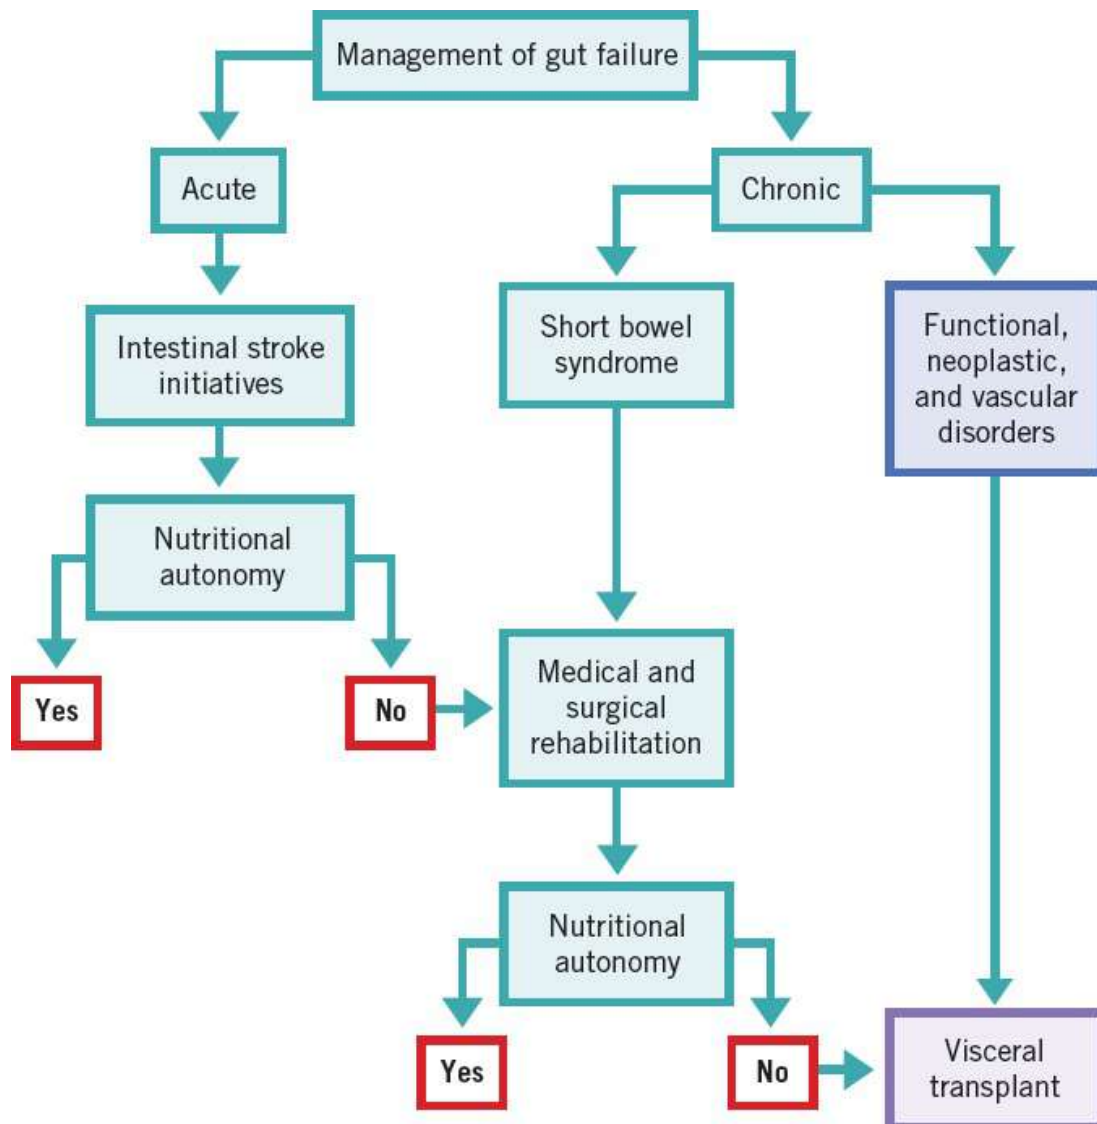 Management of gut failure
Acute
Chronic
Intestinal stroke
initiatives
Short bowel
syndrome
Functional,
neoplastic,
and vascular
disorders
Nutritional
autonomy
Yes
No
Medical and
surgical
rehabilitation
Nutritional
autonomy
Yes
No
Visceral
transplant